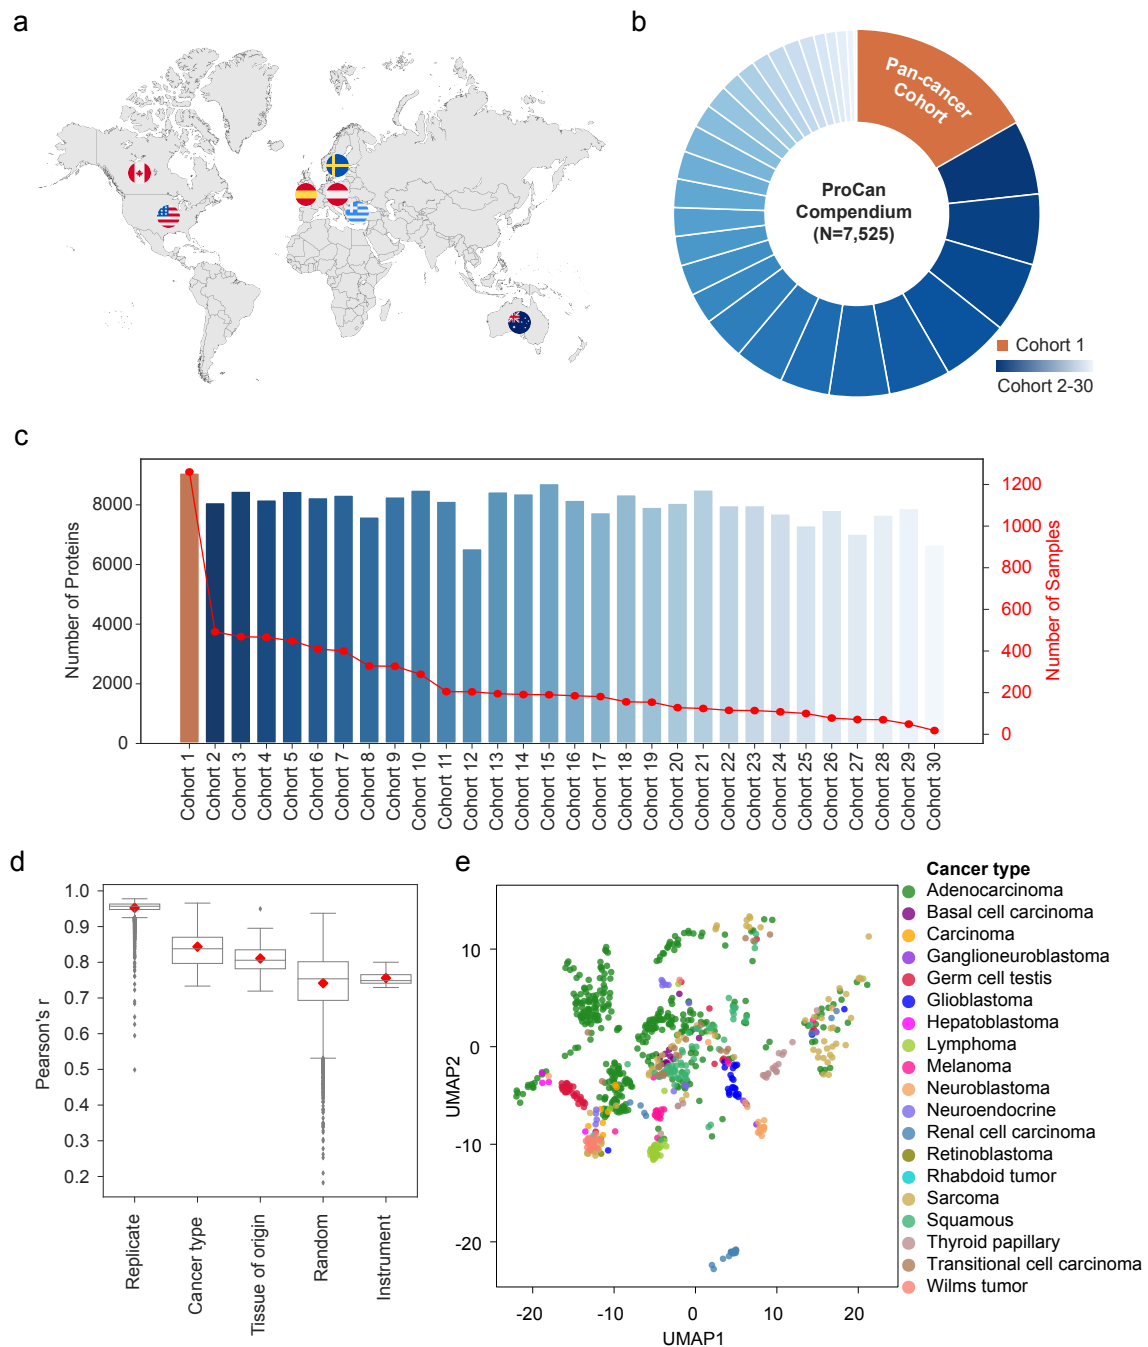 a
b
Pan-cancer
Cohort
ProCan
Compendium
(N=7,525)
Cohort 1
Cohort 2-30
c
Number of Proteins
8000
6000
4000
2000
0
1200
1000
800
600
400
200
0
Number of Samples
Cohort 1
Cohort 2
Cohort 3
Cohort 4
Cohort 5
Cohort 6
Cohort 7
Cohort 8
Cohort 9
Cohort 10
Cohort 11
Cohort 12
Cohort 13
Cohort 14
Cohort 15
Cohort 16
Cohort 17
Cohort 18
Cohort 19
Cohort 20
Cohort 21
Cohort 22
Cohort 23
Cohort 24
Cohort 25
Cohort 26
Cohort 27
Cohort 28
Cohort 29
Cohort 30
d
Pearson's r
1.0
0.9
0.8
0.7
0.6
0.5
0.4
0.3
0.2
Replicate
Cancer type
Tissue of origin
Random
Instrument
e
UMAP2
10
0
-10
-20
-20
-10
0
10
20
UMAP1
Cancer type
Adenocarcinoma
Basal cell carcinoma
Carcinoma
Ganglioneuroblastoma
Germ cell testis
Glioblastoma
Hepatoblastoma
Lymphoma
Melanoma
Neuroblastoma
Neuroendocrine
Renal cell carcinoma
Retinoblastoma
Rhabdoid tumor
Sarcoma
Squamous
Thyroid papillary
Transitional cell carcinoma
Wilms tumor